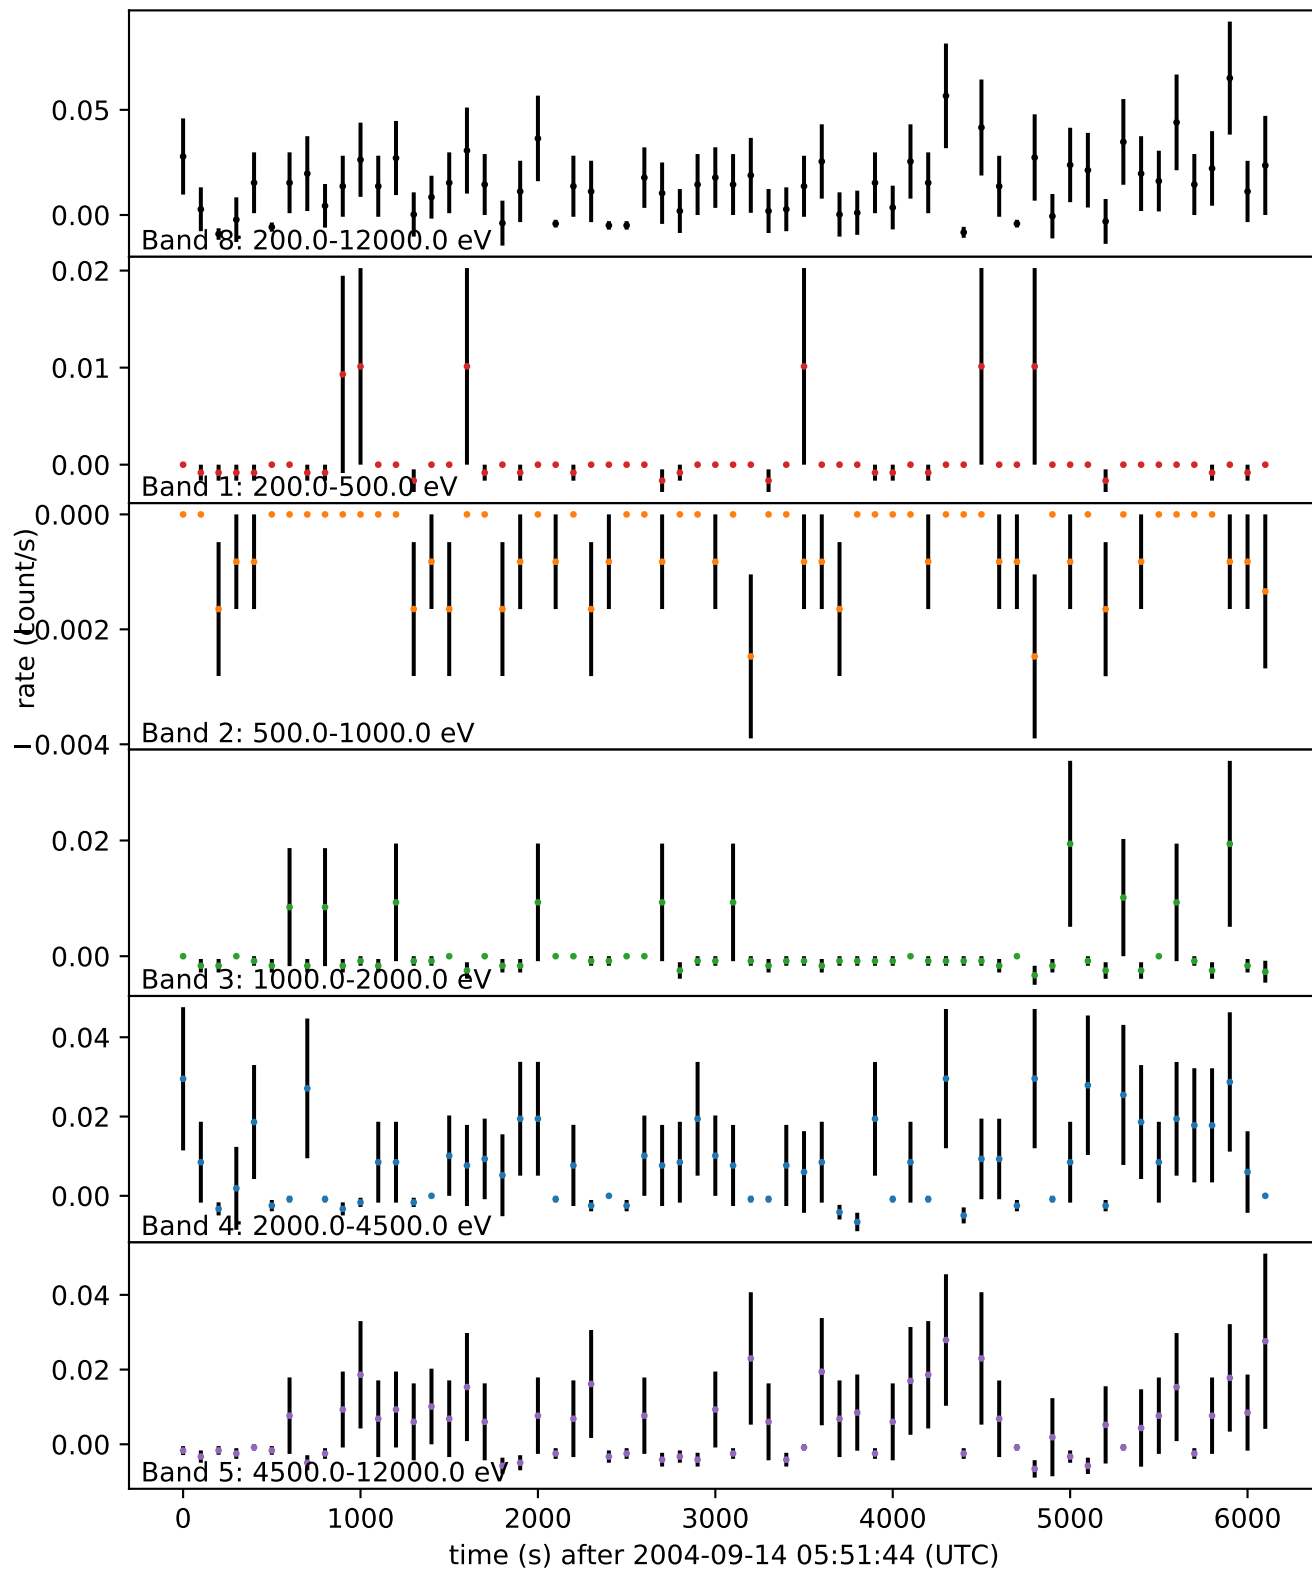 0.05
0.00
Band 8: 200.0-12000.0 eV
0.02
0.01
0.00
Band 1: 200.0-500.0 eV
rate (count/s)
0.000
−0.002
−0.004
Band 2: 500.0-1000.0 eV
0.02
0.00
Band 3: 1000.0-2000.0 eV
0.04
0.02
0.00
Band 4: 2000.0-4500.0 eV
0.04
0.02
0.00
Band 5: 4500.0-12000.0 eV
0 1000 2000 3000 4000 5000 6000
time (s) after 2004-09-14 05:51:44 (UTC)